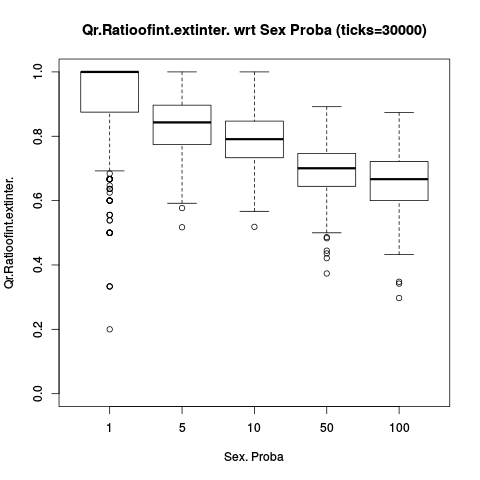 Qr.Ratioofint.extinter. wrt Sex Proba (ticks=30000)
1.0
0.8
0.6
0.4
0.2
0.0
Qr.Ratioofint.extinter.
1 5 10 50 100
Sex. Proba